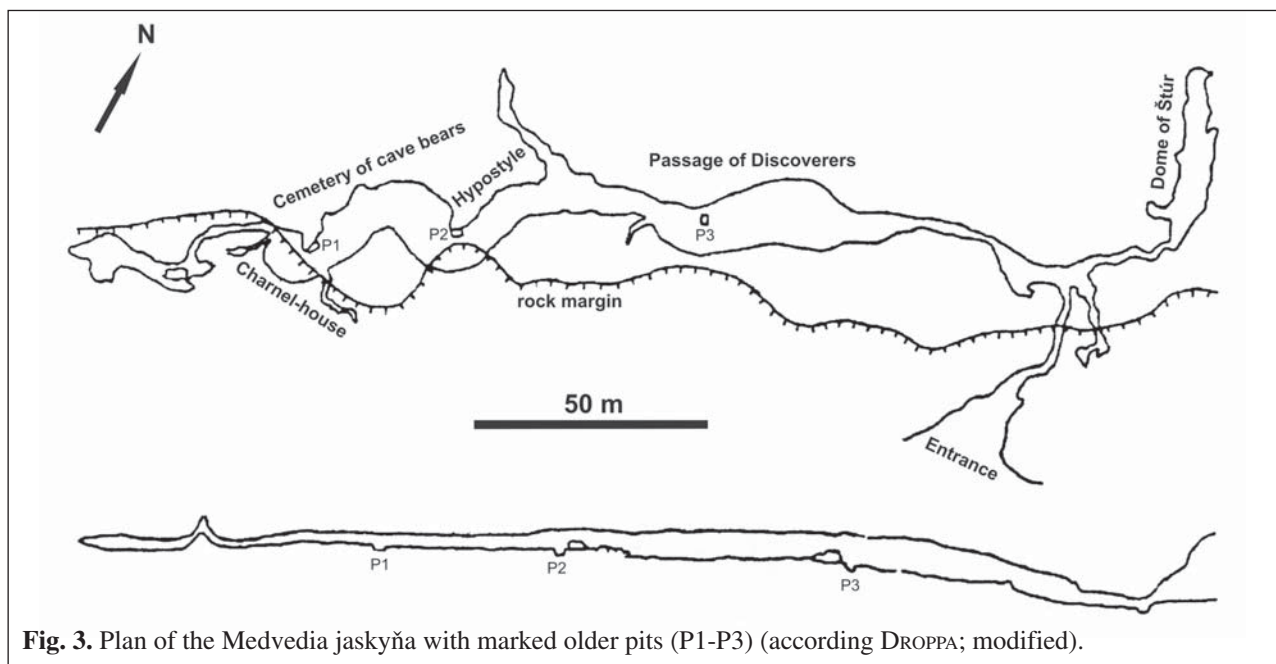 N
Cemetery of cave bears
Hypostyle
Passage of Discoverers
Dome of Štúr
P1
P2
P3
Charnel-house
rock margin
50 m
Entrance
P1
P2
P3
Fig. 3. Plan of the Medvedia jaskyňa with marked older pits (P1-P3) (according DROPPA; modified).